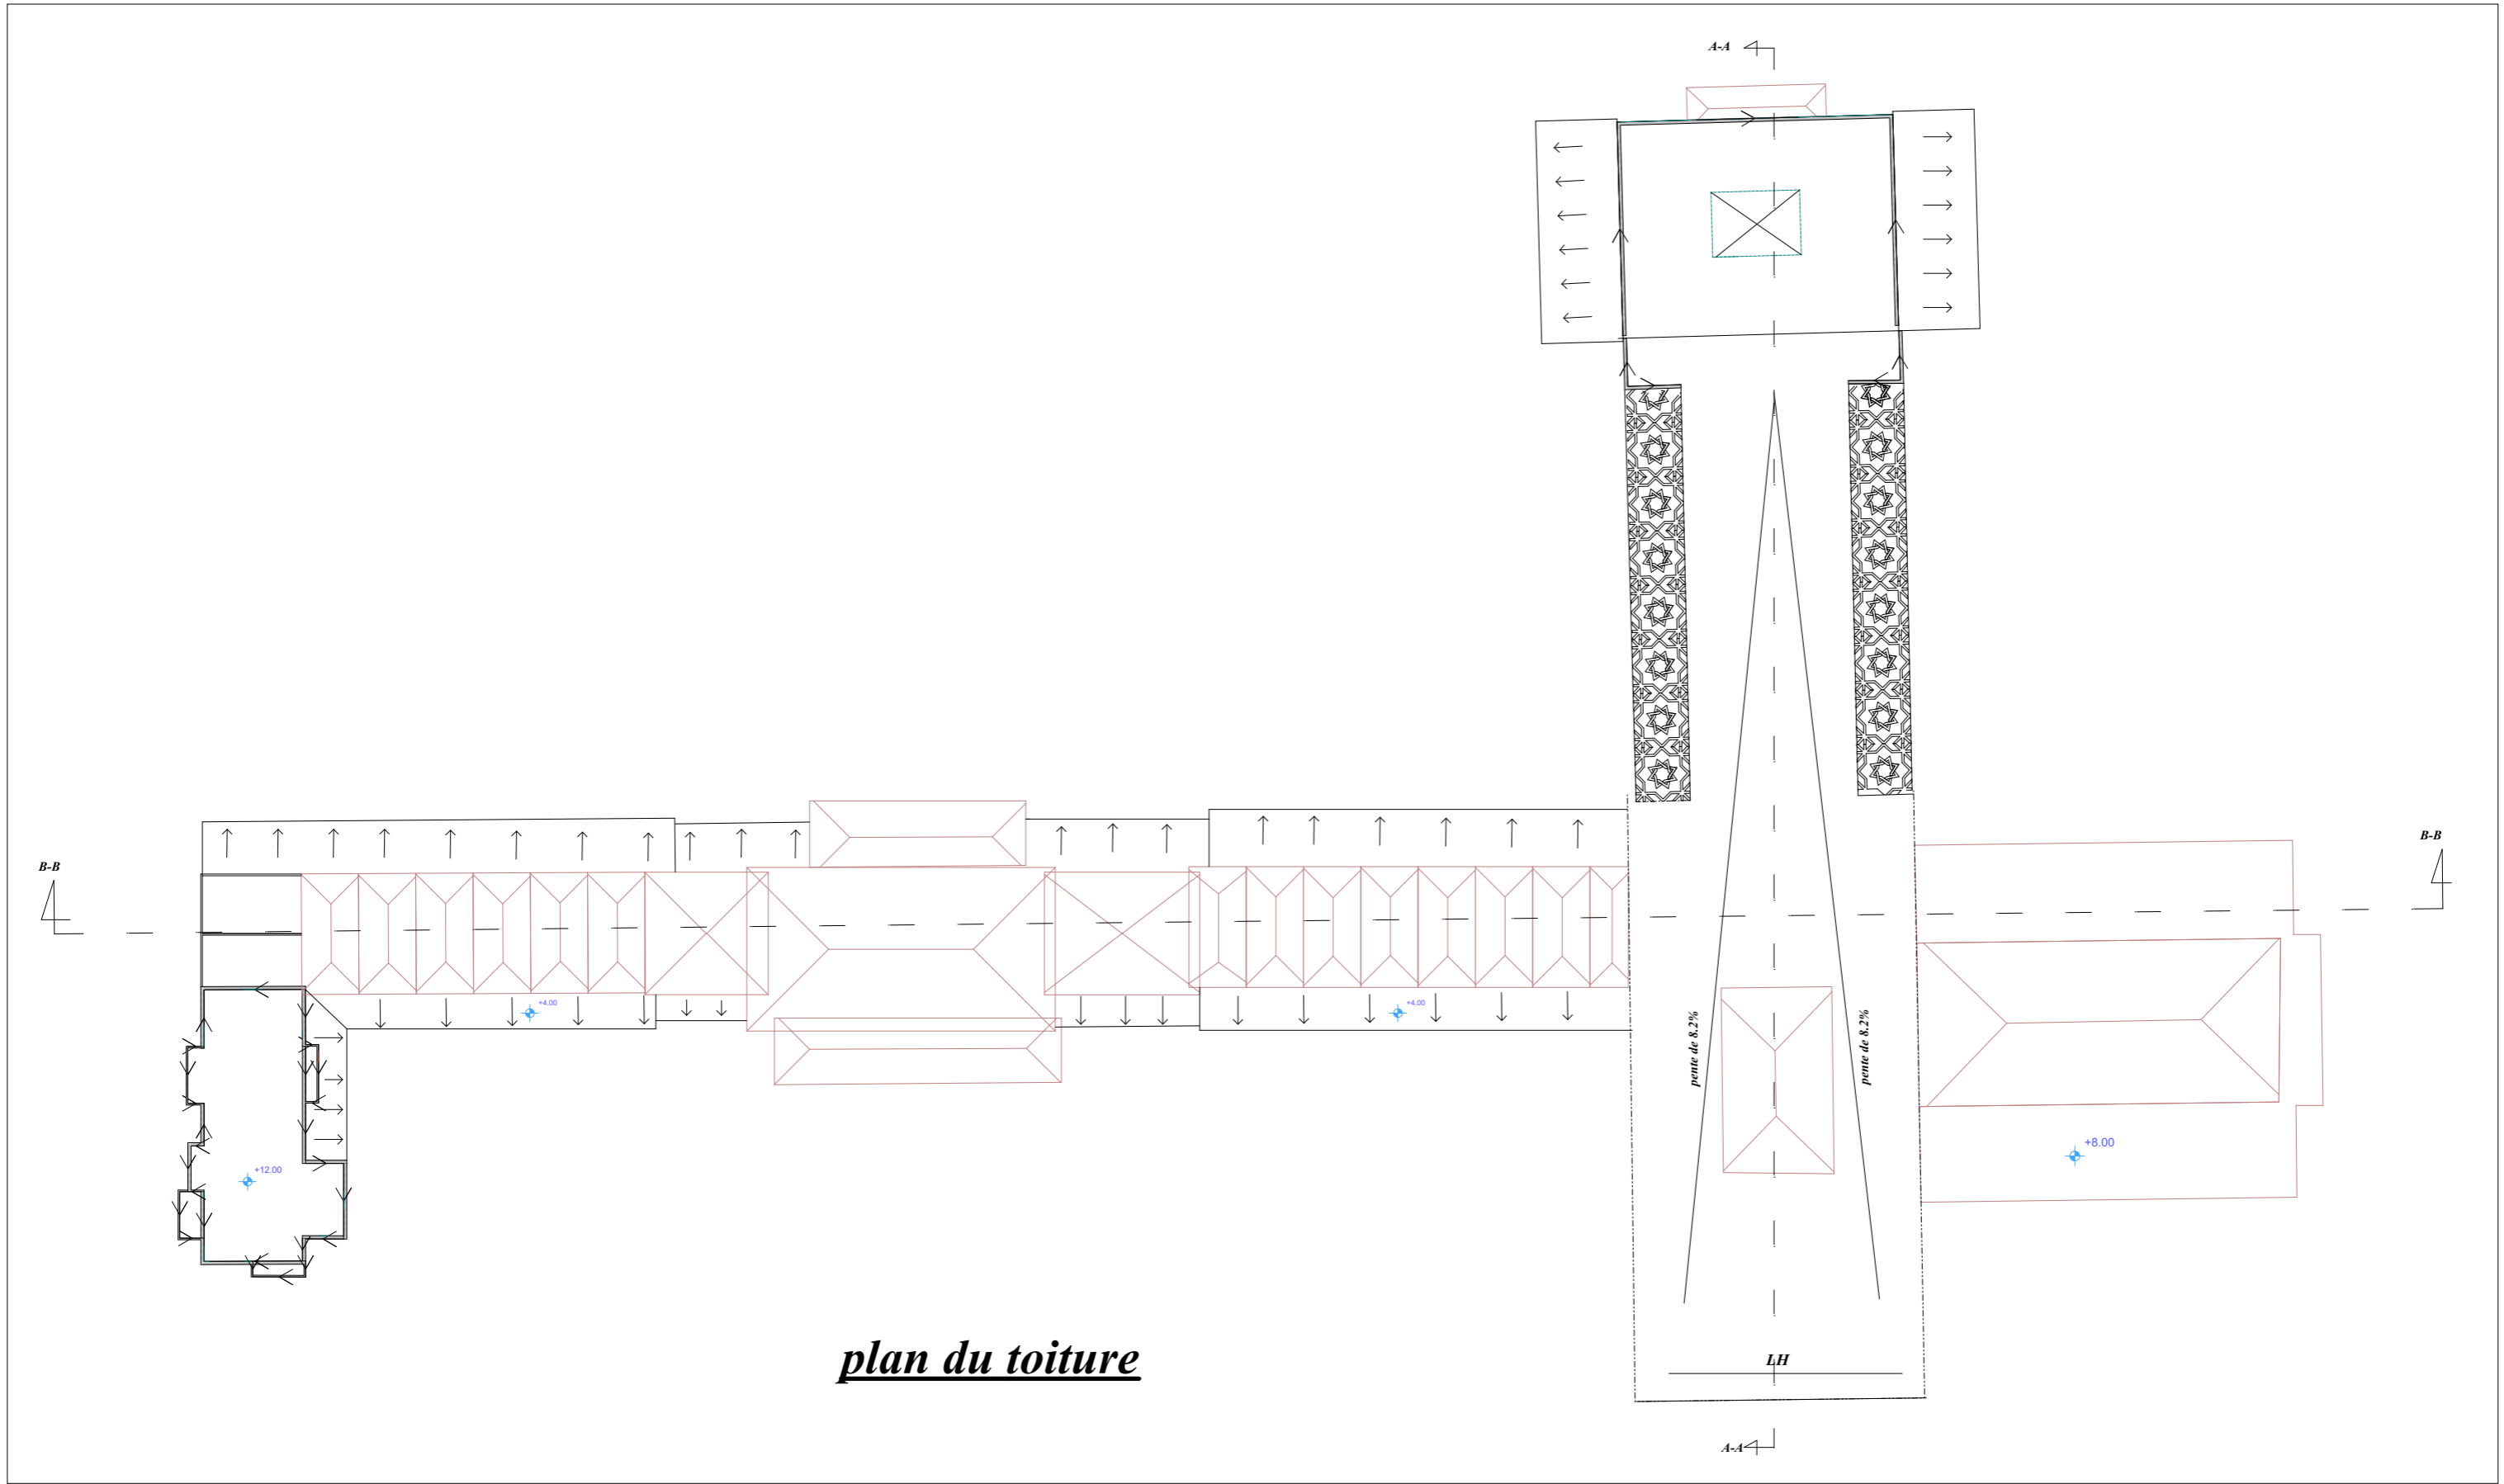 A-A
B-B
B-B
+4.00
+4.00
pente de 8.2%
pente de 8.2%
+8.00
+12.00
plan du toiture
LH
A-A